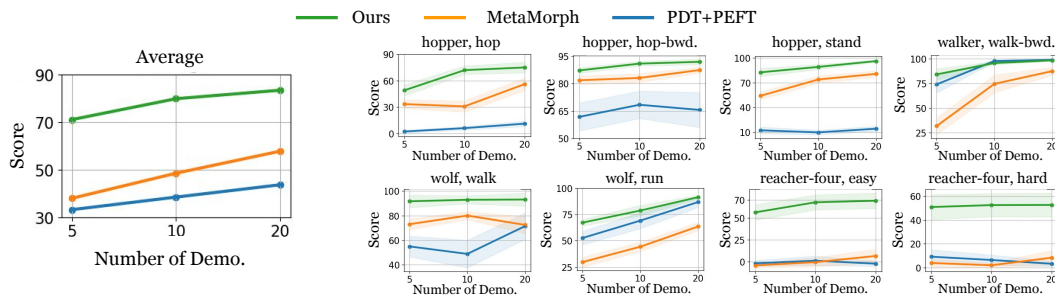 Ours MetaMorph PDT+PEFT
Average
90
70
50
30
Score
5 10 20
Number of Demo.
hopper, hop
90
60
30
0
Score
5 10 20
Number of Demo.
hopper, hop-bwd.
95
80
65
50
Score
5 10 20
Number of Demo.
hopper, stand
100
70
40
10
Score
5 10 20
Number of Demo.
walker, walk-bwd.
100
75
50
25
Score
5 10 20
Number of Demo.
wolf, walk
100
80
60
40
Score
5 10 20
Number of Demo.
wolf, run
100
75
50
25
Score
5 10 20
Number of Demo.
reacher-four, easy
70
50
25
0
Score
5 10 20
Number of Demo.
reacher-four, hard
60
40
20
0
Score
5 10 20
Number of Demo.